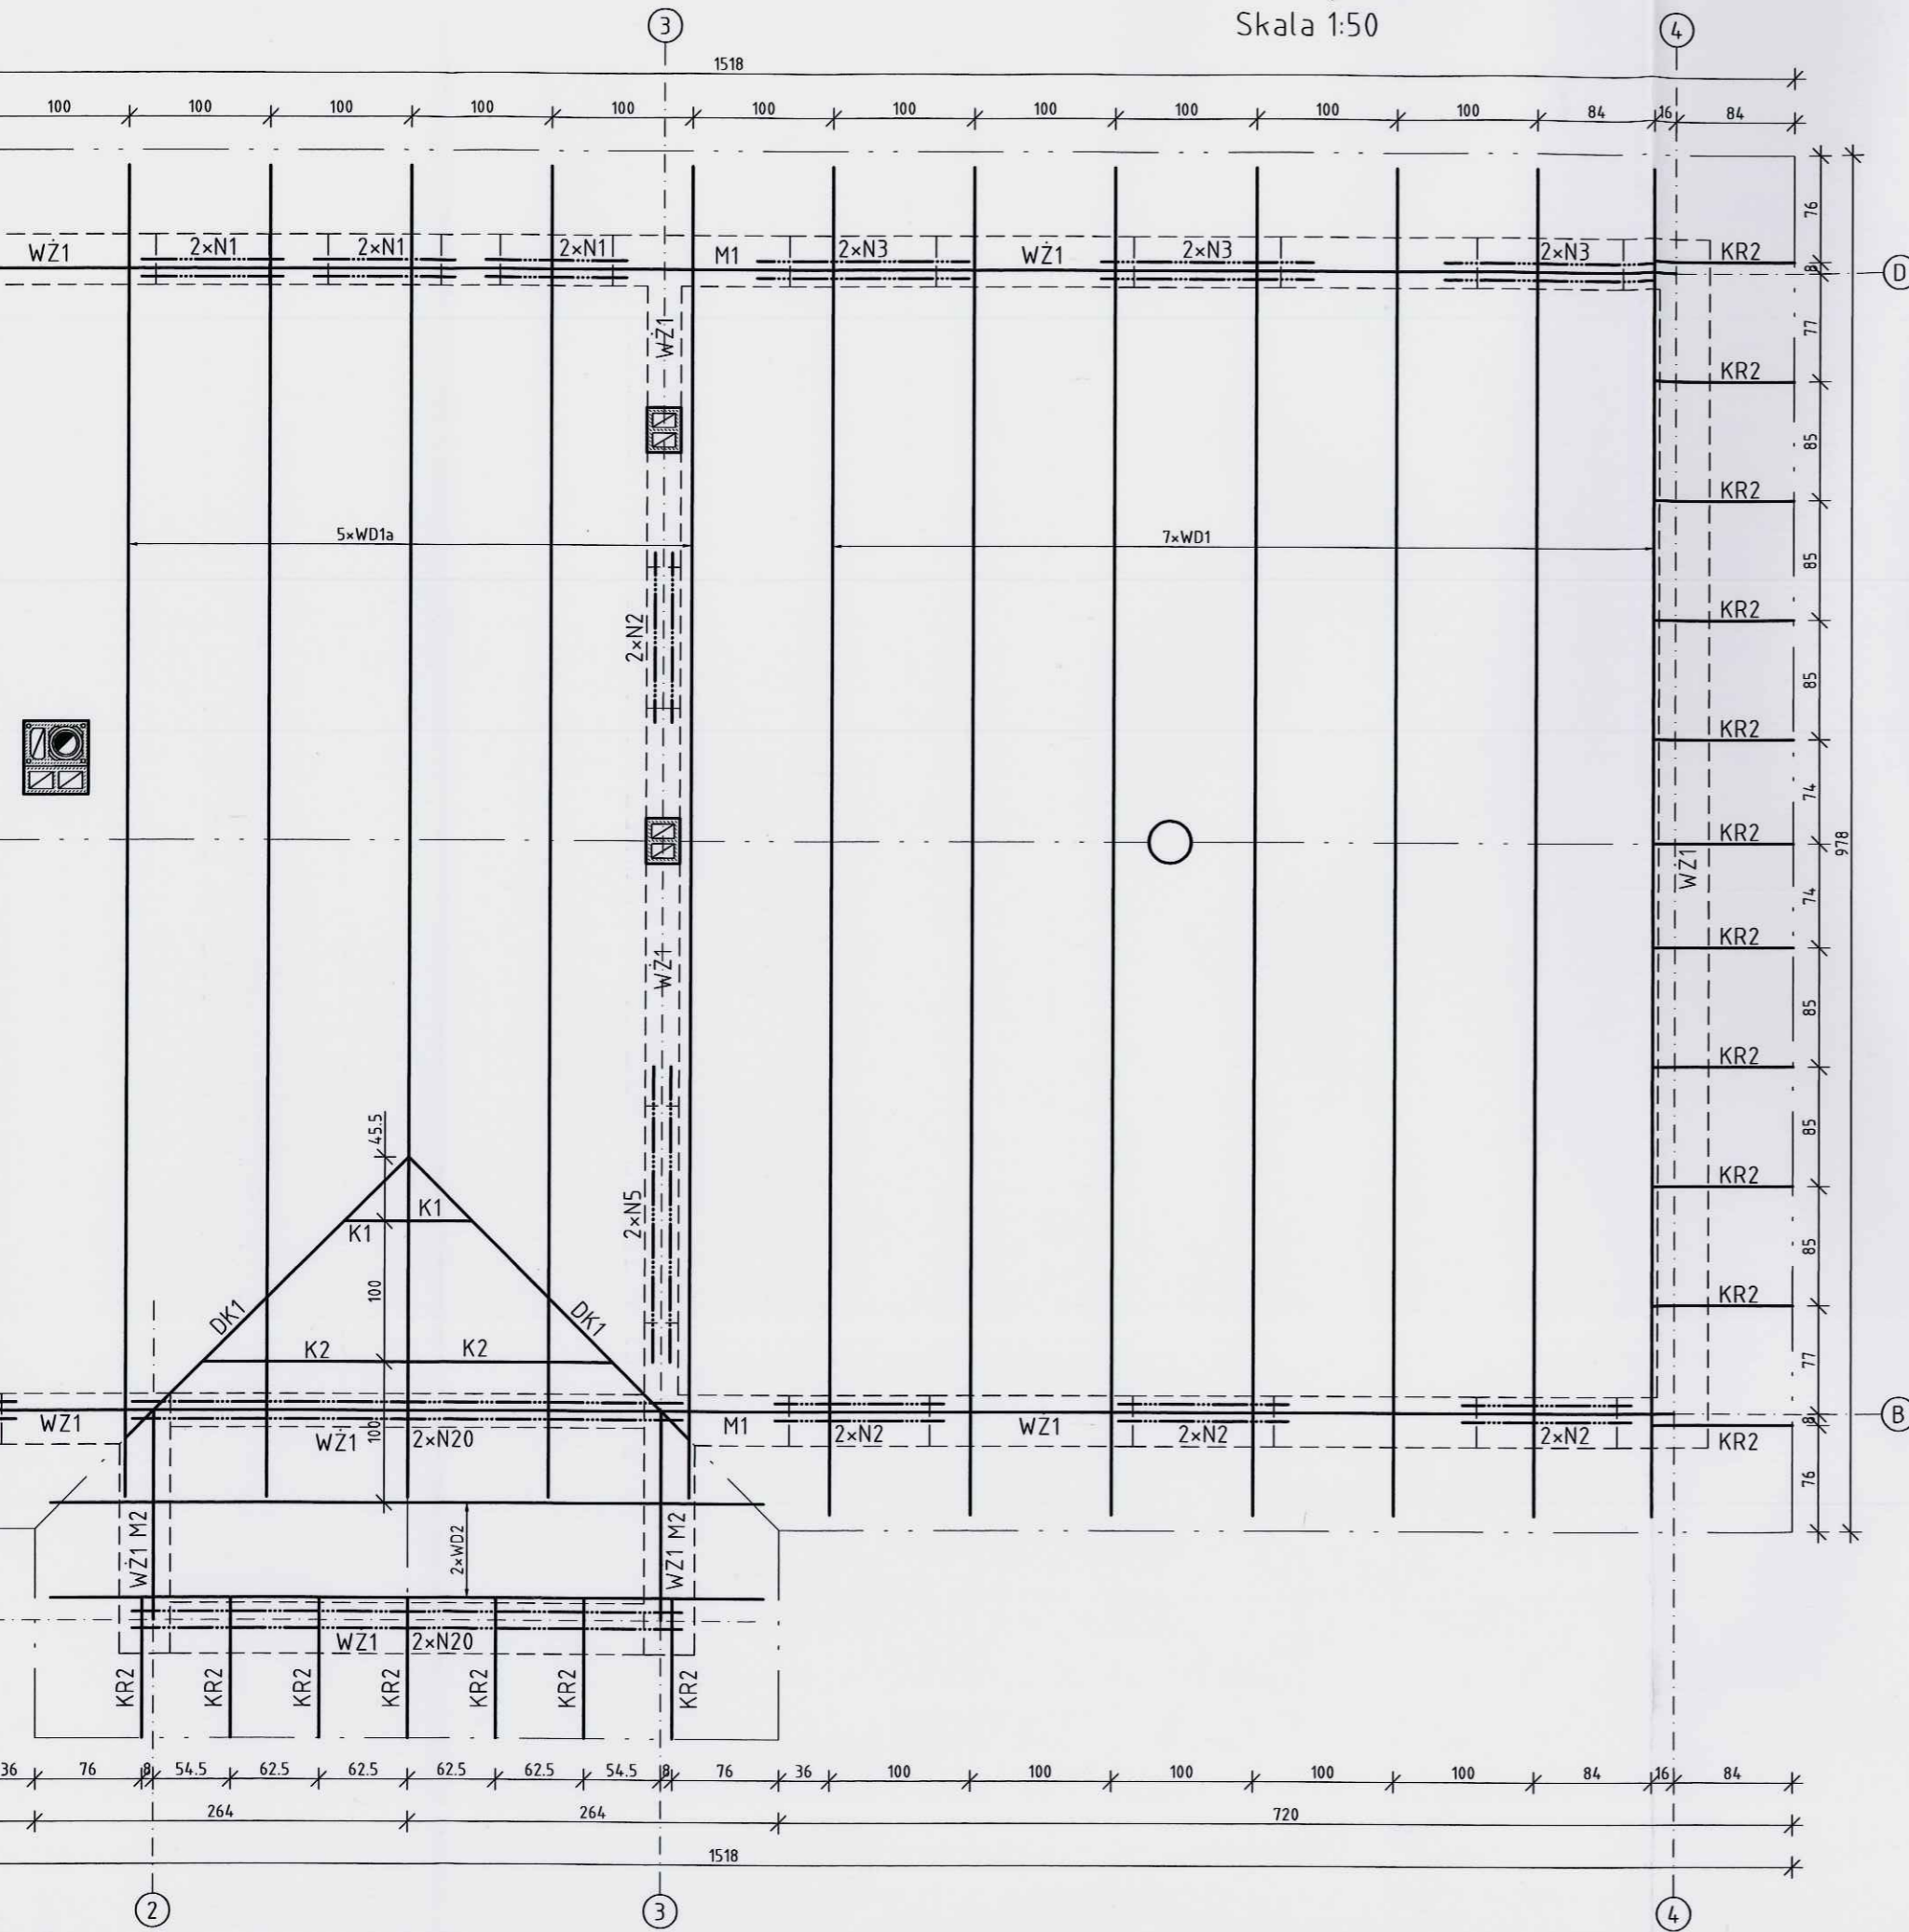 Skala 1:50
3
4
1518
100 100 100 100 100 100 100 100 100 100 100 84 16 84
WŻ1 2×N1 2×N1 2×N1 M1 2×N3 WŻ1 2×N3 2×N3 KR2
D
76
8
77
85
85
85
74
74
85
85
85
77
8
76
978
WŻ1
KR2
KR2
KR2
KR2
KR2
KR2
KR2
KR2
KR2
KR2
5×WD1a
7×WD1
2×N2
WŻ1
WŻ1
2×N5
45.5
K1
K1
100
DK1
DK1
K2
K2
100
WŻ1
WŻ1 2×N20
M1 2×N2 WŻ1 2×N2 2×N2 KR2
B
WŻ1 M2
2×WD2
WŻ1 M2
WŻ1 2×N20
KR2 KR2 KR2 KR2 KR2 KR2 KR2
36 76 8 54.5 62.5 62.5 62.5 62.5 54.5 8 76 36 100 100 100 100 100 84 16 84
264 264 720
1518
2
3
4